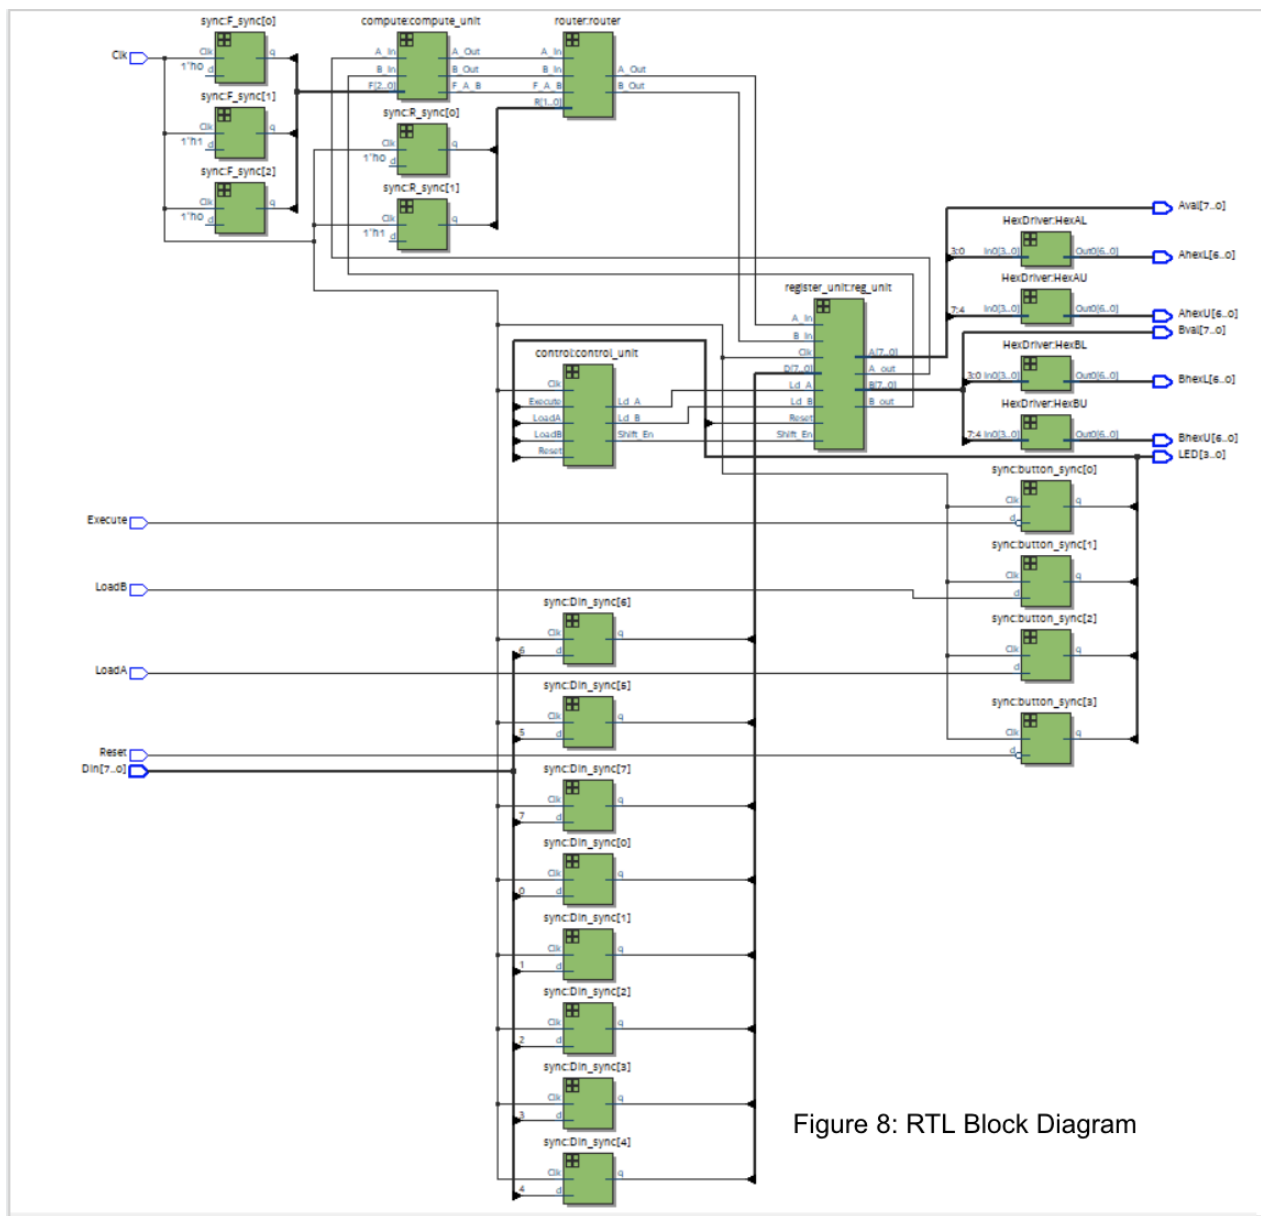 sync:F_sync[0]
compute:compute_unit
router:router
Clk
Clk
q
1'h0
d
A_In
B_In
F[2..0]
A_Out
B_Out
F_A_B
A_In
B_In
F_A_B
R[1..0]
A_Out
B_Out
sync:F_sync[1]
Clk
q
1'h1
d
sync:R_sync[0]
Clk
q
1'h0
d
sync:F_sync[2]
Clk
q
1'h0
d
sync:R_sync[1]
Clk
q
1'h1
d
Aval[7..0]
HexDriver:HexAL
3:0
In0[3..0]
Out0[6..0]
AhexL[6..0]
HexDriver:HexAU
7:4
In0[3..0]
Out0[6..0]
AhexU[6..0]
Bval[7..0]
register_unit:reg_unit
A_In
B_In
Clk
D[7..0]
Ld_A
Ld_B
Reset
Shift_En
A[7..0]
A_out
B[7..0]
B_out
HexDriver:HexBL
3:0
In0[3..0]
Out0[6..0]
BhexL[6..0]
HexDriver:HexBU
7:4
In0[3..0]
Out0[6..0]
BhexU[6..0]
LED[3..0]
control:control_unit
Clk
Execute
LoadA
LoadB
Reset
Ld_A
Ld_B
Shift_En
sync:button_sync[0]
Clk
q
d
Execute
sync:button_sync[1]
Clk
q
d
LoadB
sync:button_sync[2]
Clk
q
d
LoadA
sync:button_sync[3]
Clk
q
d
Reset
Din[7..0]
sync:Din_sync[6]
Clk
q
6
d
sync:Din_sync[5]
Clk
q
5
d
sync:Din_sync[7]
Clk
q
7
d
sync:Din_sync[0]
Clk
q
0
d
sync:Din_sync[1]
Clk
q
1
d
sync:Din_sync[2]
Clk
q
2
d
sync:Din_sync[3]
Clk
q
3
d
sync:Din_sync[4]
Clk
q
4
d
Figure 8: RTL Block Diagram